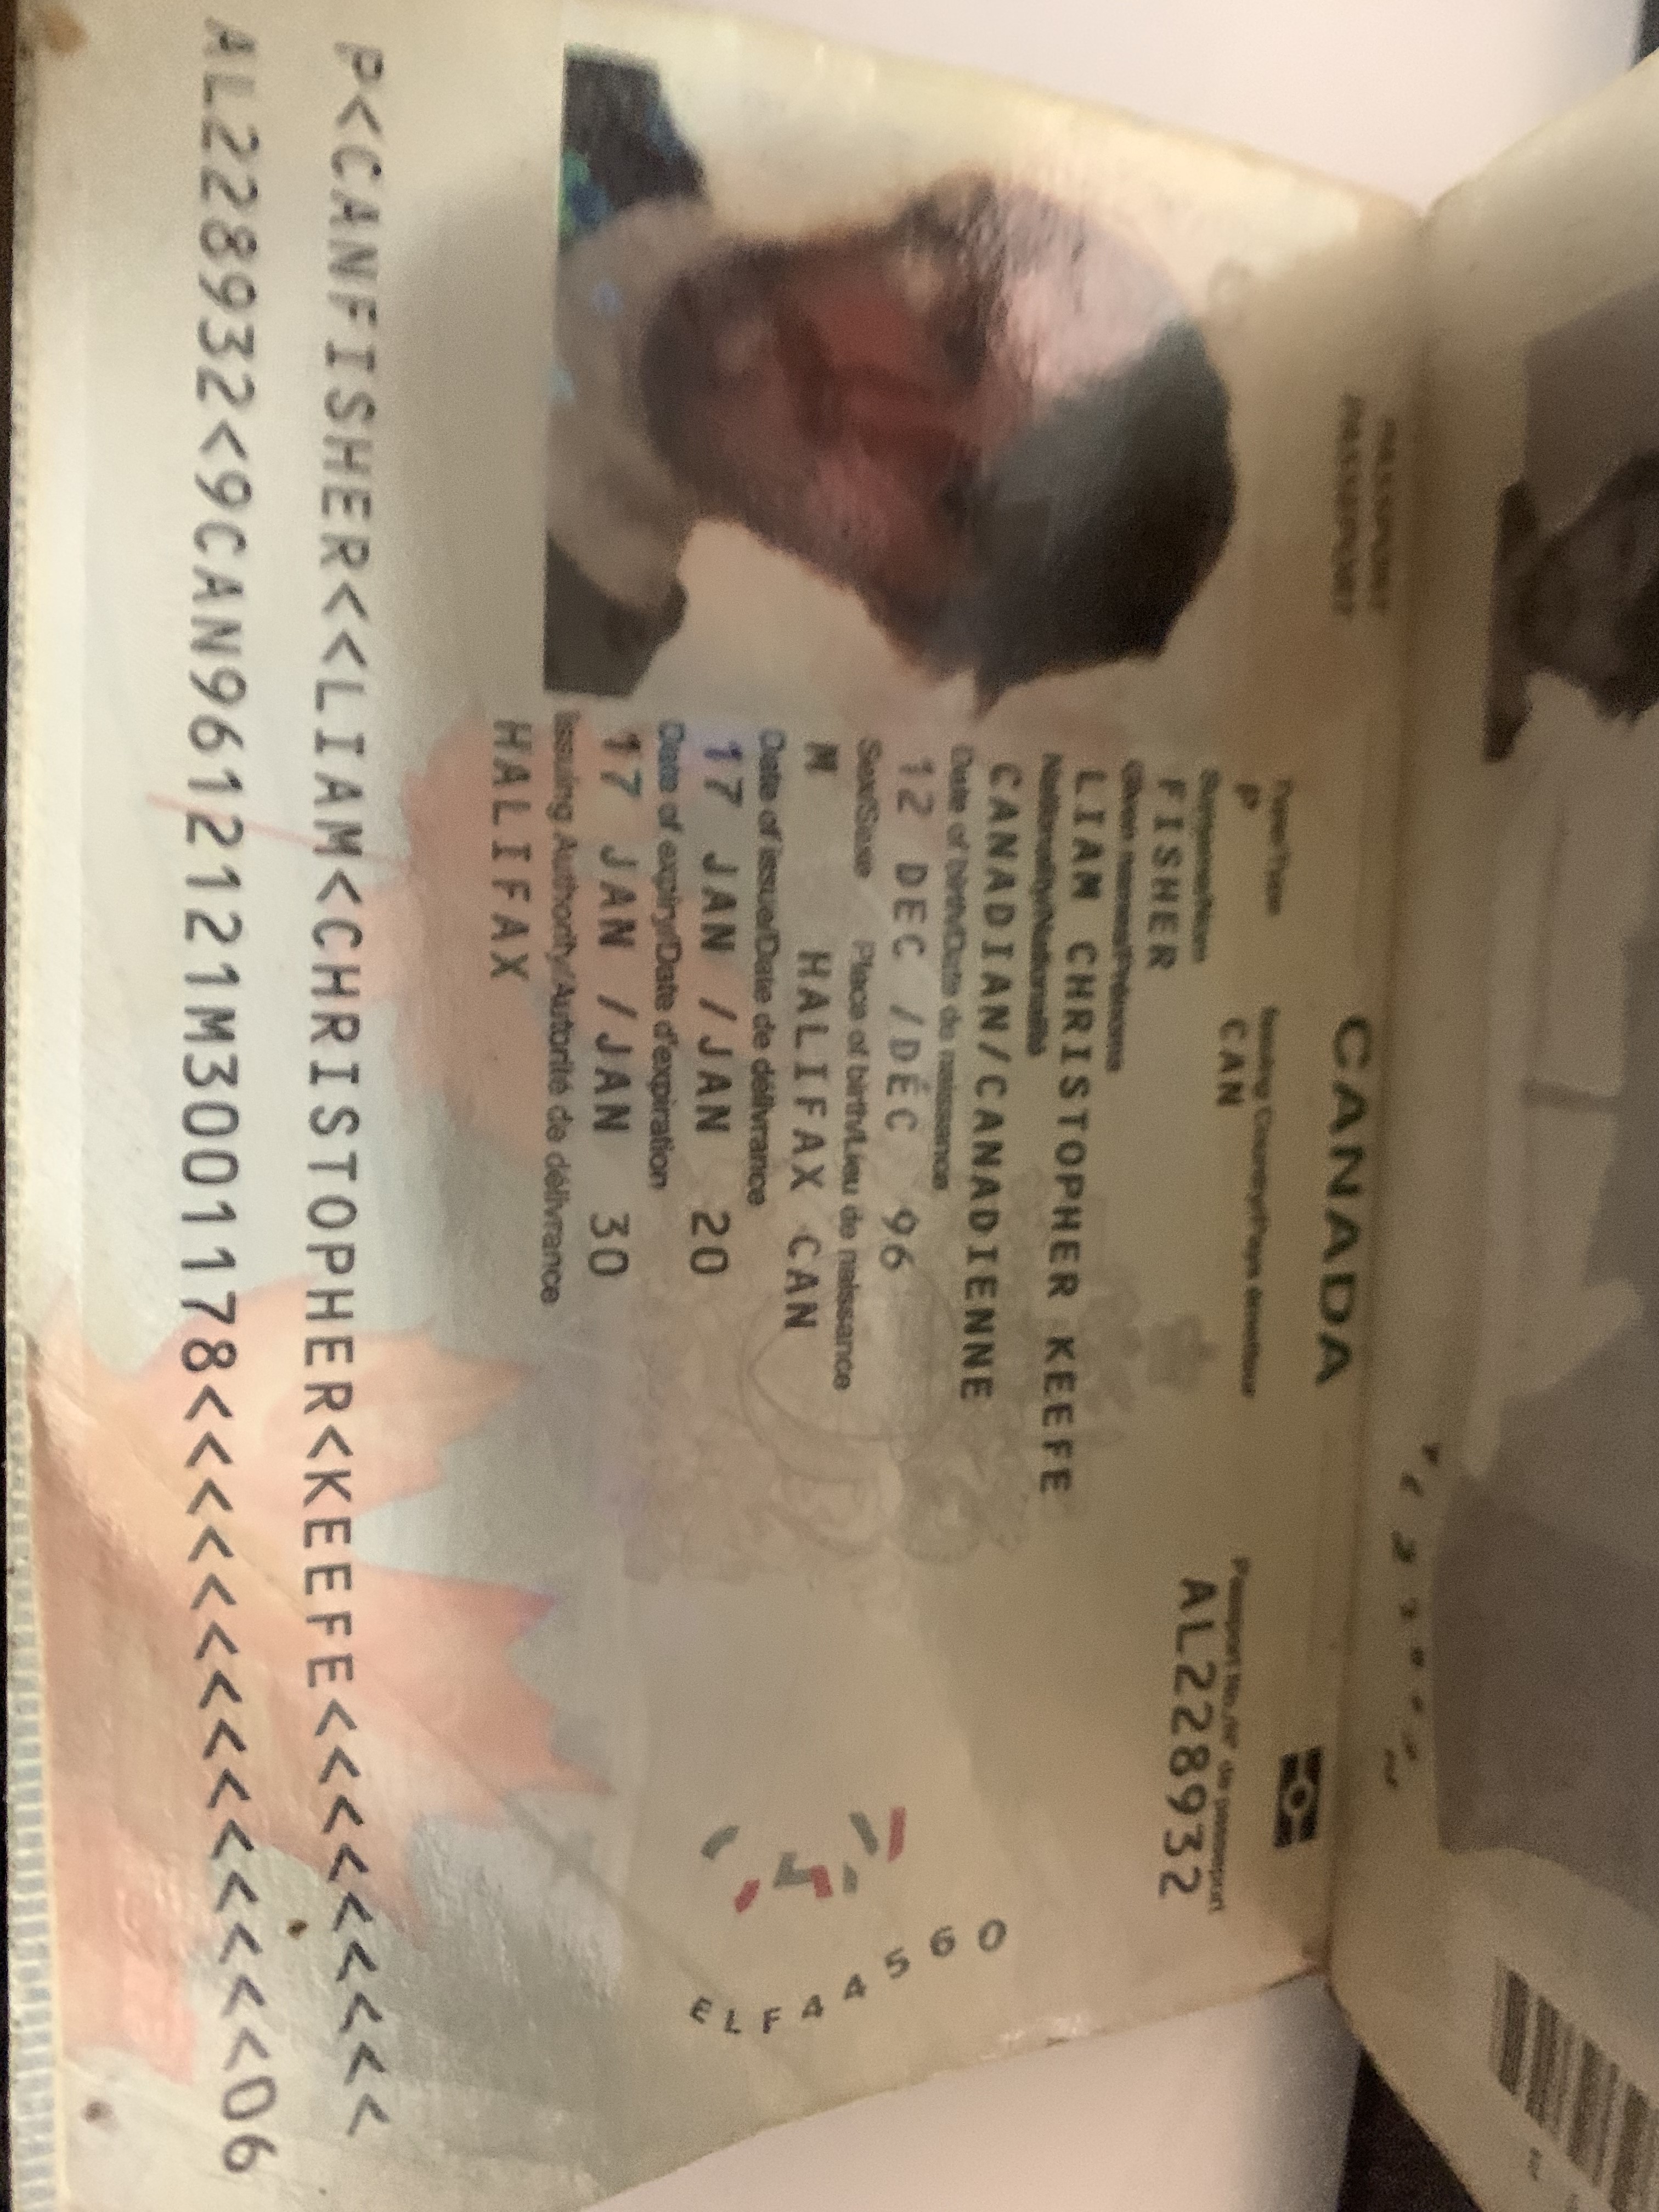 PASSPORT
PASSEPORT
CANADA
Type/Type
Issuing Country/Pays émetteur
Passport No./Nº de passeport
P
CAN
AL228932
Surname/Nom
FISHER
Given names/Prénoms
LIAM CHRISTOPHER KEEFE
Nationality/Nationalité
CANADIAN/CANADIENNE
Date of birth/Date de naissance
12 DEC /DÉC 96
Sex/Sexe Place of birth/Lieu de naissance
M HALIFAX CAN
Date of issue/Date de délivrance
17 JAN /JAN 20
Date of expiry/Date d'expiration
17 JAN /JAN 30
Issuing Authority/Autorité de délivrance
HALIFAX
ELF44560
P<CANFISHER<<LIAM<CHRISTOPHER<KEEFE<<<<<<<<<
AL228932<9CAN9612121M3001178<<<<<<<<<<<<<<06